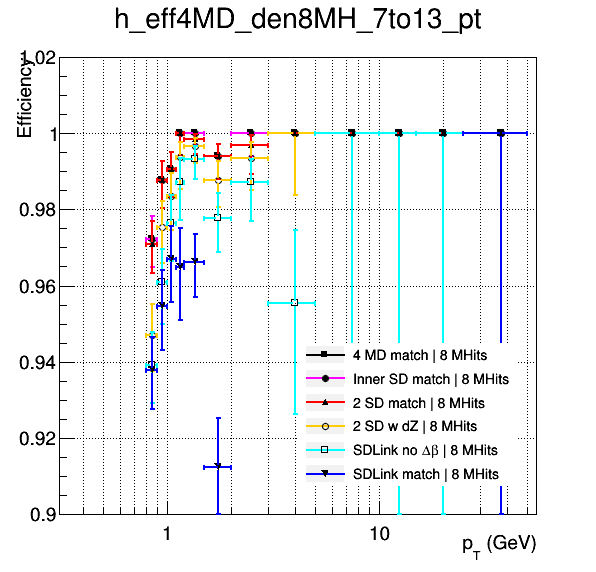 h_eff4MD_den8MH_7to13_pt
Efficiency
1.02
1
0.98
0.96
0.94
0.92
0.9
4 MD match | 8 MHits
Inner SD match | 8 MHits
2 SD match | 8 MHits
2 SD w dZ | 8 MHits
SDLink no Δβ | 8 MHits
SDLink match | 8 MHits
1
10
p_T (GeV)